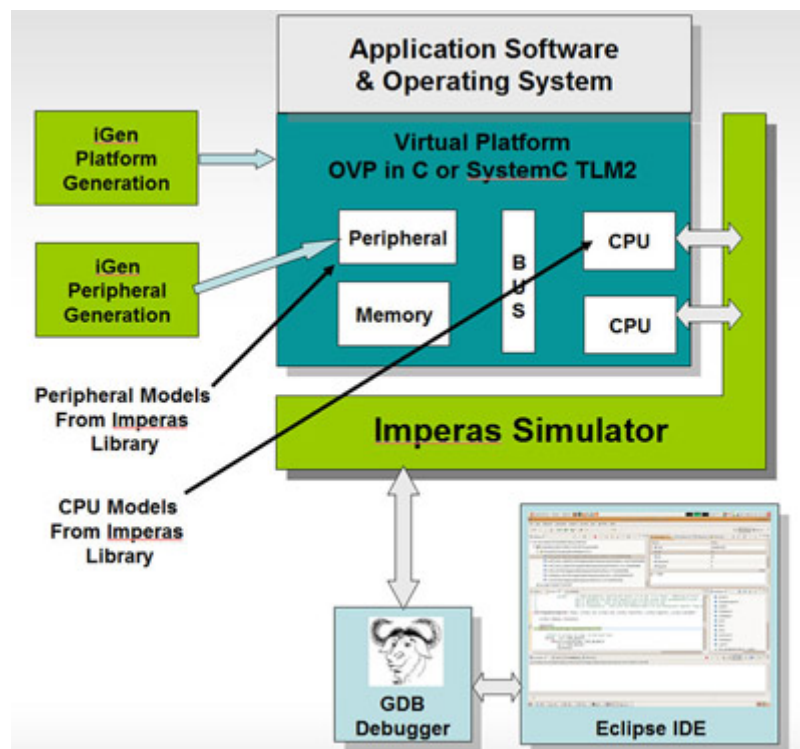 Application Software
& Operating System
iGen
Platform
Generation
Virtual Platform
OVP in C or SystemC TLM2
iGen
Peripheral
Generation
Peripheral
Memory
BUS
CPU
CPU
Peripheral Models
From Imperas
Library
Imperas Simulator
CPU Models
From Imperas
Library
GDB
Debugger
Eclipse IDE